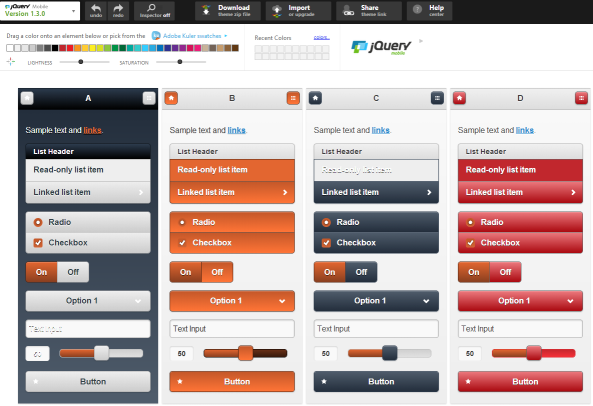 jQuery Mobile
Version 1.3.0
undo
redo
Inspector off
Download
theme zip file
Import
or upgrade
Share
theme link
Help
center
Drag a color onto an element below or pick from the Adobe Kuler swatches
LIGHTNESS
SATURATION
Recent Colors
jQuery
mobile
A
Sample text and links.
List Header
Read-only list item
Linked list item
Radio
Checkbox
On Off
Option 1
Text Input
Button
B
Sample text and links.
List Header
Read-only list item
Linked list item
Radio
Checkbox
On Off
Option 1
Text Input
50
Button
C
Sample text and links.
List Header
Read-only list item
Linked list item
Radio
Checkbox
On Off
Option 1
Text Input
50
Button
D
Sample text and links.
List Header
Read-only list item
Linked list item
Radio
Checkbox
On Off
Option 1
Text Input
50
Button